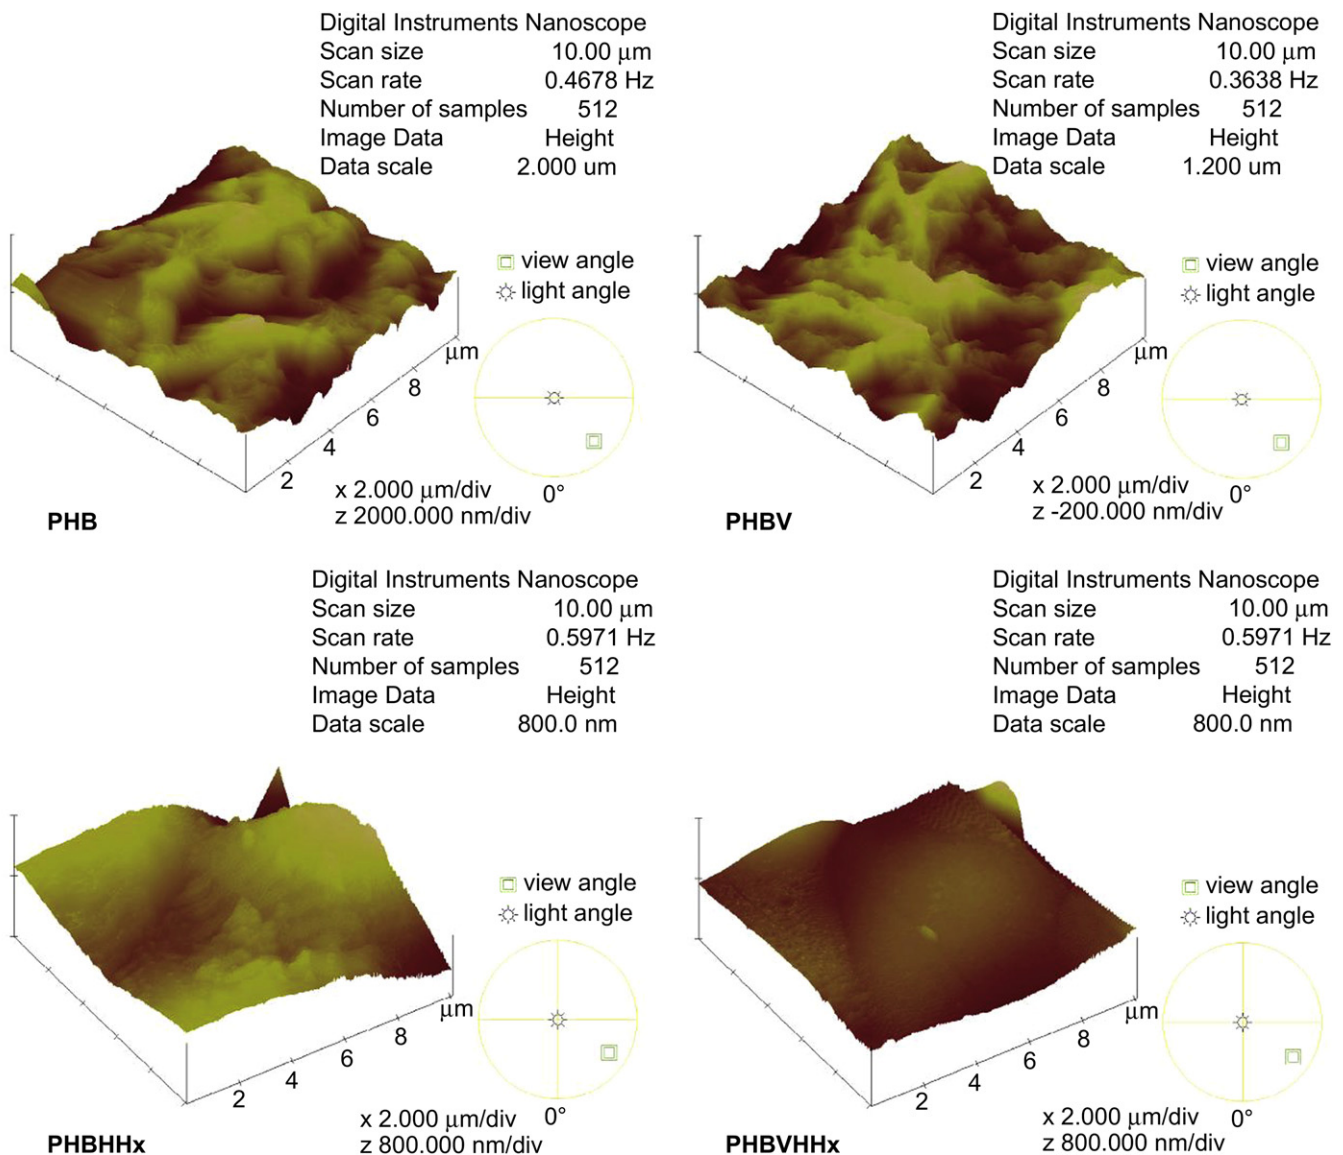 Digital Instruments Nanoscope
Scan size 10.00 μm
Scan rate 0.4678 Hz
Number of samples 512
Image Data Height
Data scale 2.000 um
view angle
light angle
μm
8
6
4
2
x 2.000 μm/div
z 2000.000 nm/div
0°
PHB
Digital Instruments Nanoscope
Scan size 10.00 μm
Scan rate 0.3638 Hz
Number of samples 512
Image Data Height
Data scale 1.200 um
view angle
light angle
μm
8
6
4
2
x 2.000 μm/div
z -200.000 nm/div
0°
PHBV
Digital Instruments Nanoscope
Scan size 10.00 μm
Scan rate 0.5971 Hz
Number of samples 512
Image Data Height
Data scale 800.0 nm
view angle
light angle
μm
8
6
4
2
x 2.000 μm/div
z 800.000 nm/div
0°
PHBHHx
Digital Instruments Nanoscope
Scan size 10.00 μm
Scan rate 0.5971 Hz
Number of samples 512
Image Data Height
Data scale 800.0 nm
view angle
light angle
μm
8
6
4
2
x 2.000 μm/div
z 800.000 nm/div
0°
PHBVHHx